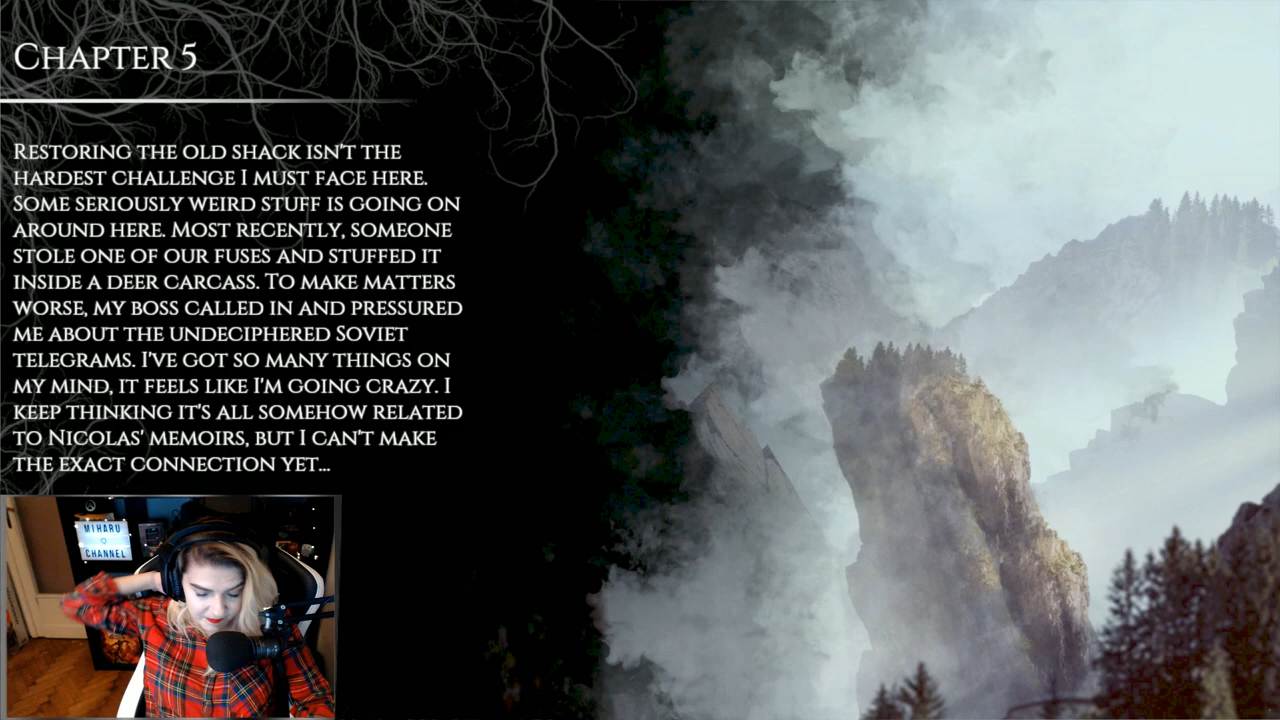 Chapter 5
Restoring the old shack isn't the
hardest challenge I must face here.
Some seriously weird stuff is going on
around here. Most recently, someone
stole one of our fuses and stuffed it
inside a deer carcass. To make matters
worse, my boss called in and pressured
me about the undeciphered Soviet
telegrams. I've got so many things on
my mind, it feels like I'm going crazy. I
keep thinking it's all somehow related
to Nicolas' memoirs, but I can't make
the exact connection yet...
MIHARU
♡
CHANNEL